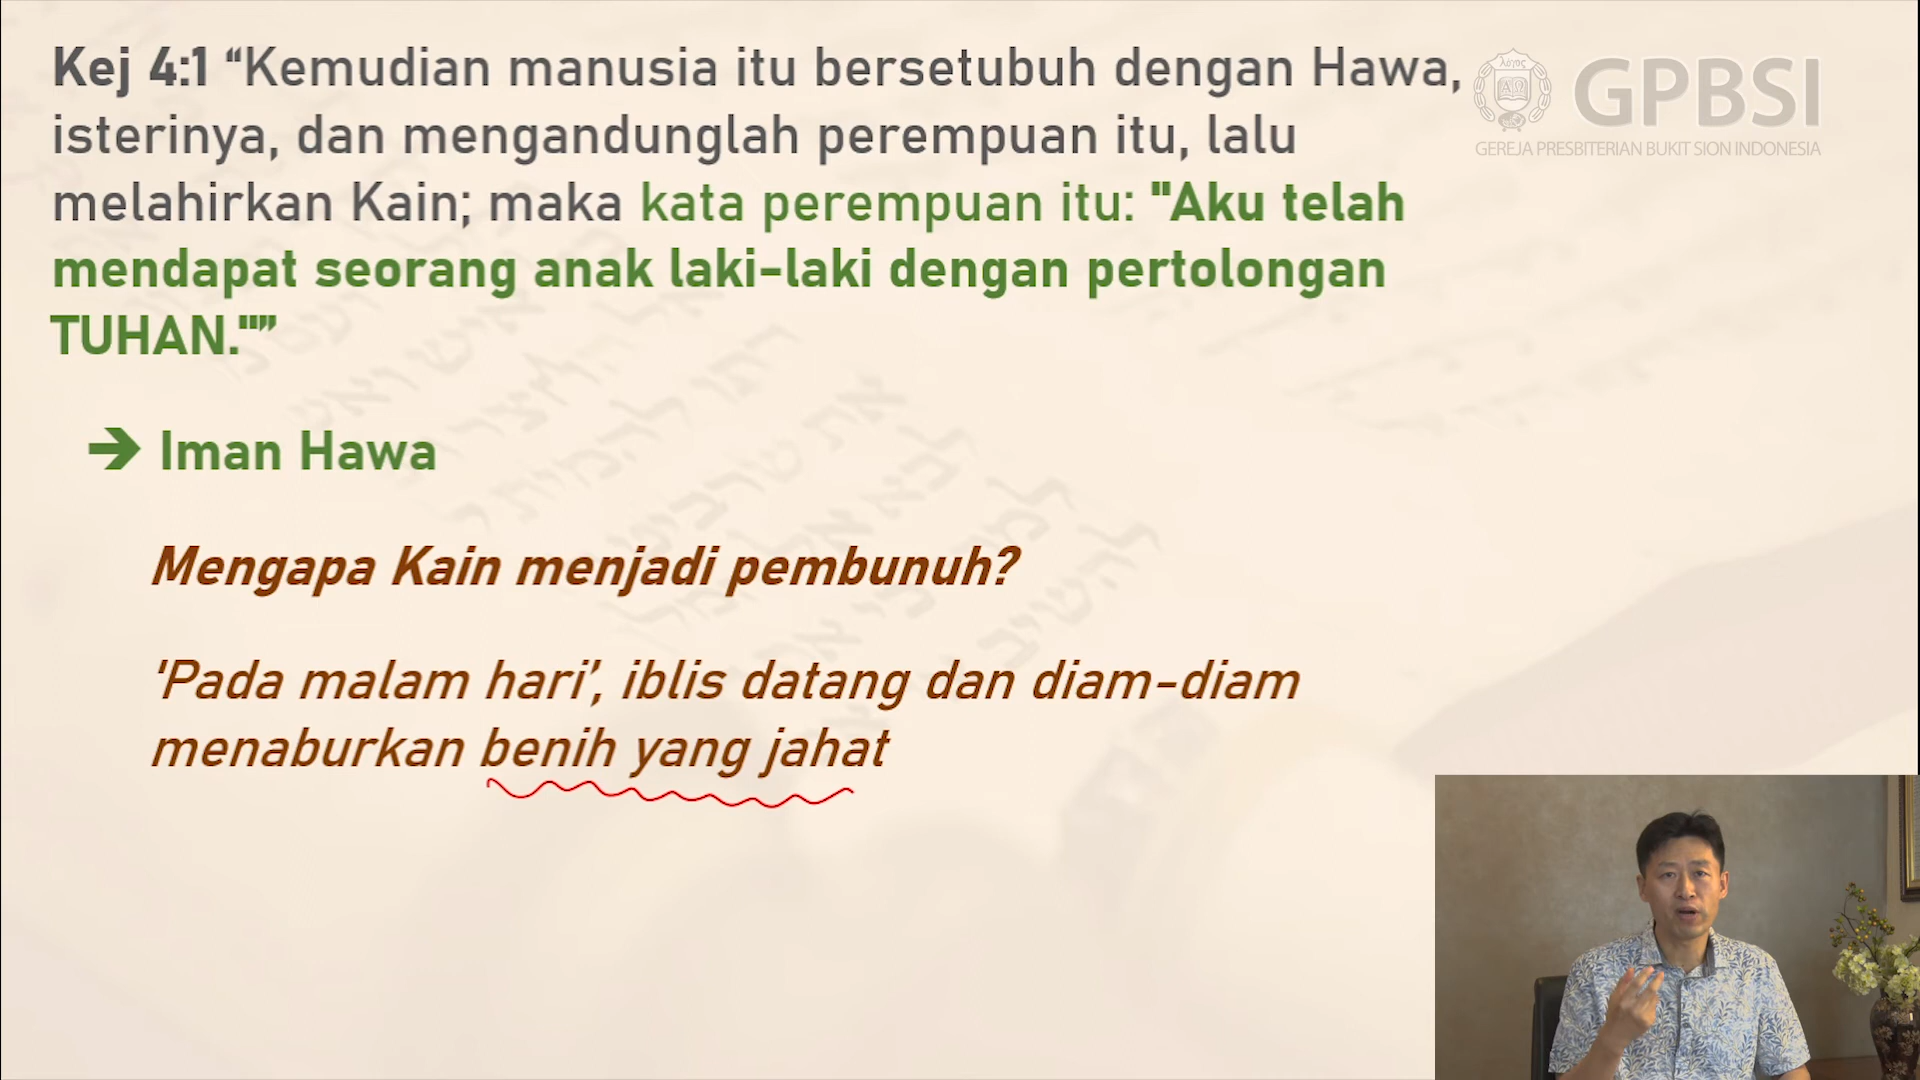 Kej 4:1 “Kemudian manusia itu bersetubuh dengan Hawa,
isterinya, dan mengandunglah perempuan itu, lalu
melahirkan Kain; maka kata perempuan itu: "Aku telah
mendapat seorang anak laki-laki dengan pertolongan
TUHAN."”
➔ Iman Hawa
Mengapa Kain menjadi pembunuh?
'Pada malam hari’, iblis datang dan diam-diam
menaburkan benih yang jahat
λόγος
ΑΩ
GPBSI
GEREJA PRESBITERIAN BUKIT SION INDONESIA